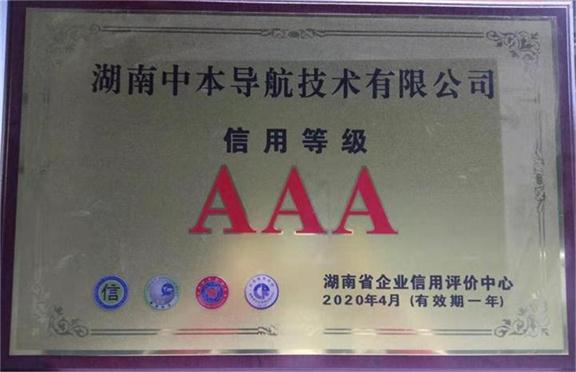 湖南中本导航技术有限公司
信用等级
AAA
信
湖南省企业信用评价中心
2020年4月 (有效期一年)